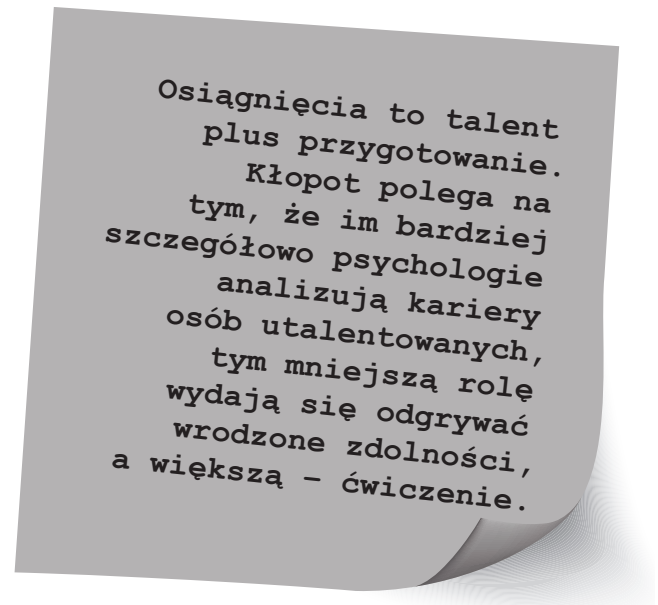 Osiągnięcia to talent
plus przygotowanie.
Kłopot polega na
tym, że im bardziej
szczegółowo psychologie
analizują kariery
osób utalentowanych,
tym mniejszą rolę
wydają się odgrywać
wrodzone zdolności,
a większą – ćwiczenie.